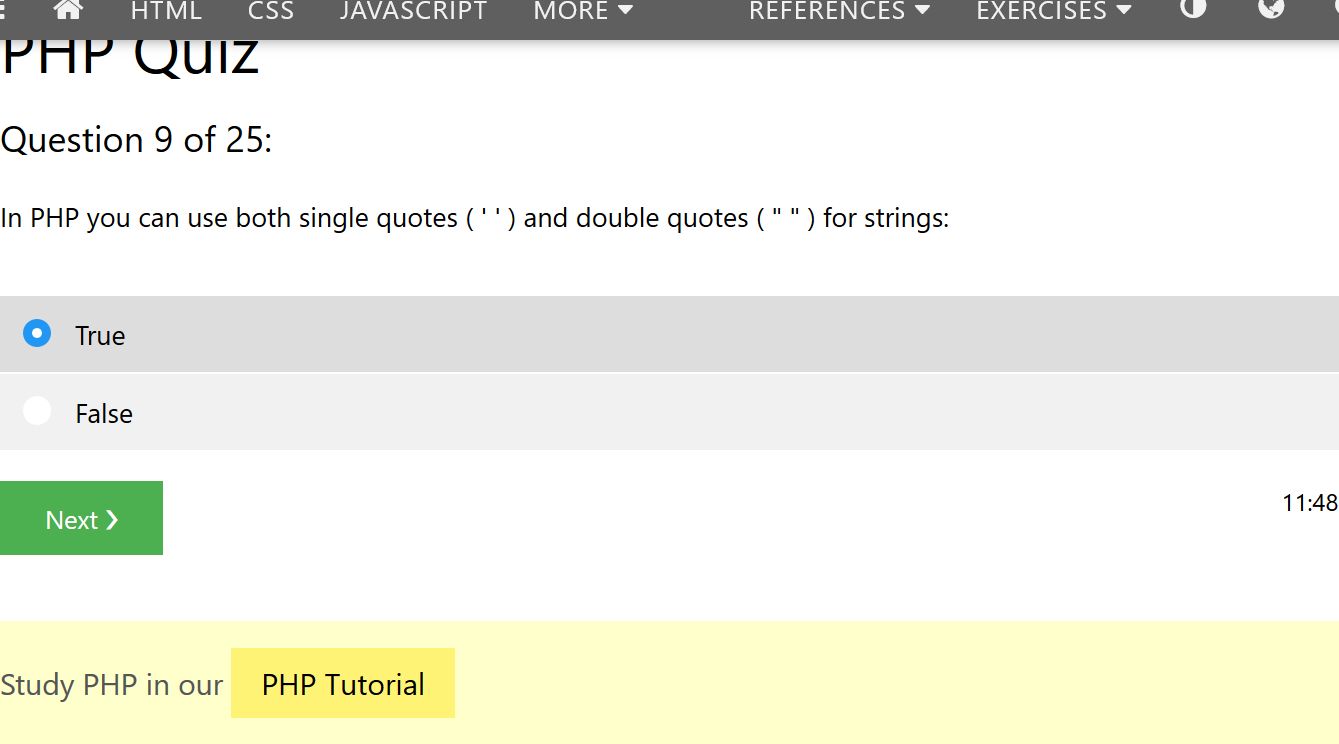 HTML CSS JAVASCRIPT MORE REFERENCES EXERCISES
PHP Quiz
Question 9 of 25:
In PHP you can use both single quotes ( ' ' ) and double quotes ( " " ) for strings:
True
False
Next ❯
11:48
Study PHP in our PHP Tutorial